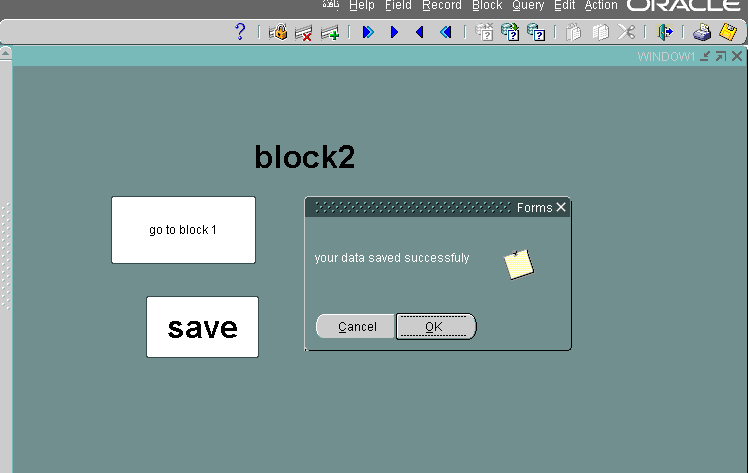 Help Field Record Block Query Edit Action ORACLE
WINDOW1
block2
go to block 1
save
Forms
your data saved successfuly
Cancel OK